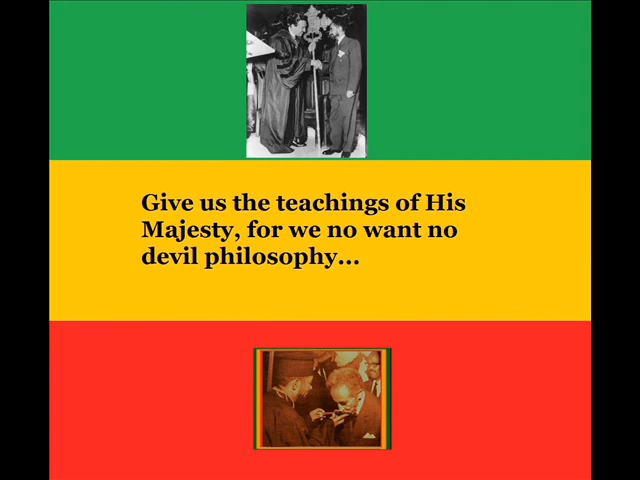 Give us the teachings of His
Majesty, for we no want no
devil philosophy...